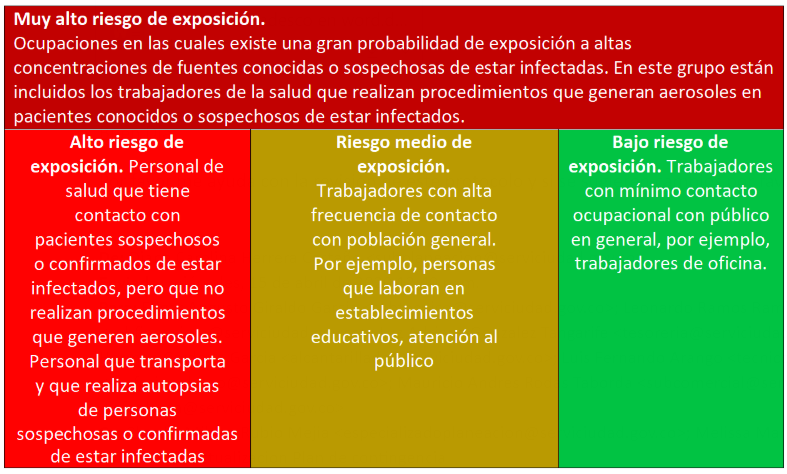 Muy alto riesgo de exposición.
Ocupaciones en las cuales existe una gran probabilidad de exposición a altas
concentraciones de fuentes conocidas o sospechosas de estar infectadas. En este grupo están
incluidos los trabajadores de la salud que realizan procedimientos que generan aerosoles en
pacientes conocidos o sospechosos de estar infectados.
Alto riesgo de
exposición. Personal de
salud que tiene
contacto con
pacientes sospechosos
o confirmados de estar
infectados, pero que no
realizan procedimientos
que generen aerosoles.
Personal que transporta
y que realiza autopsias
de personas
sospechosas o confirmadas
de estar infectadas
Riesgo medio de
exposición.
Trabajadores con alta
frecuencia de contacto
con población general.
Por ejemplo, personas
que laboran en
establecimientos
educativos, atención al
público
Bajo riesgo de
exposición. Trabajadores
con mínimo contacto
ocupacional con público
en general, por ejemplo,
trabajadores de oficina.